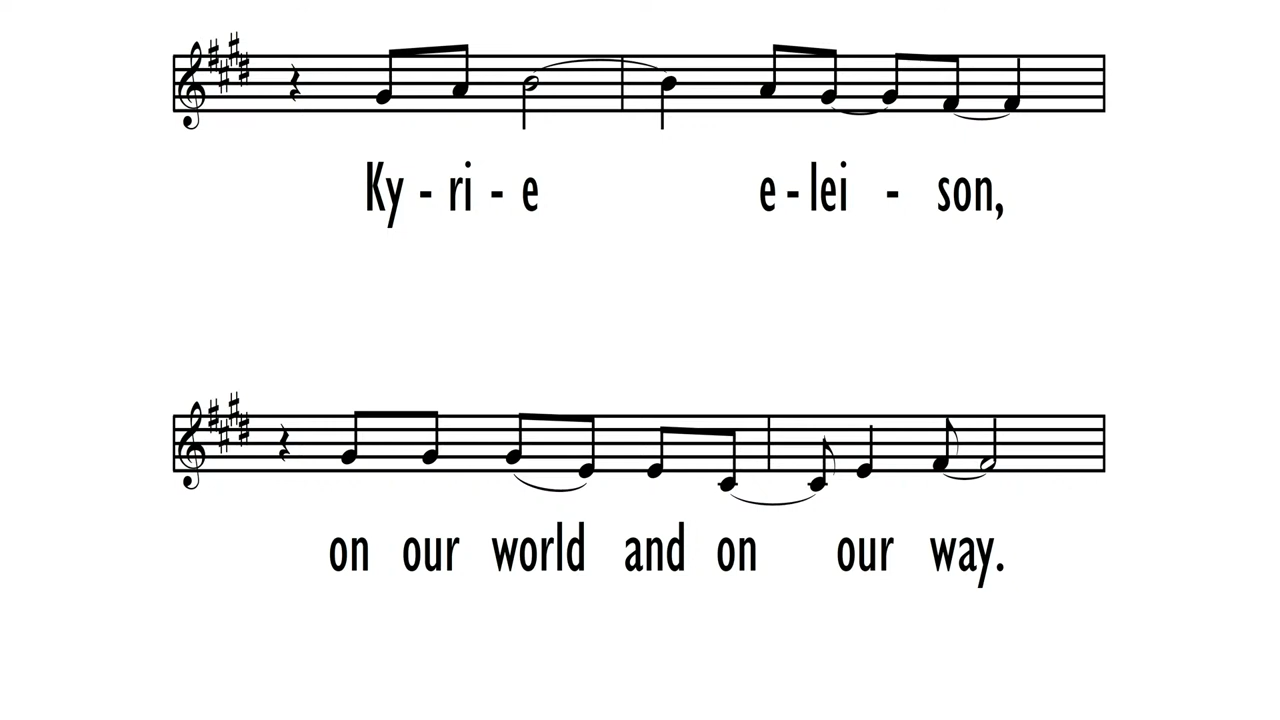 Ky - ri - e e - lei - son,
on our world and on our way.